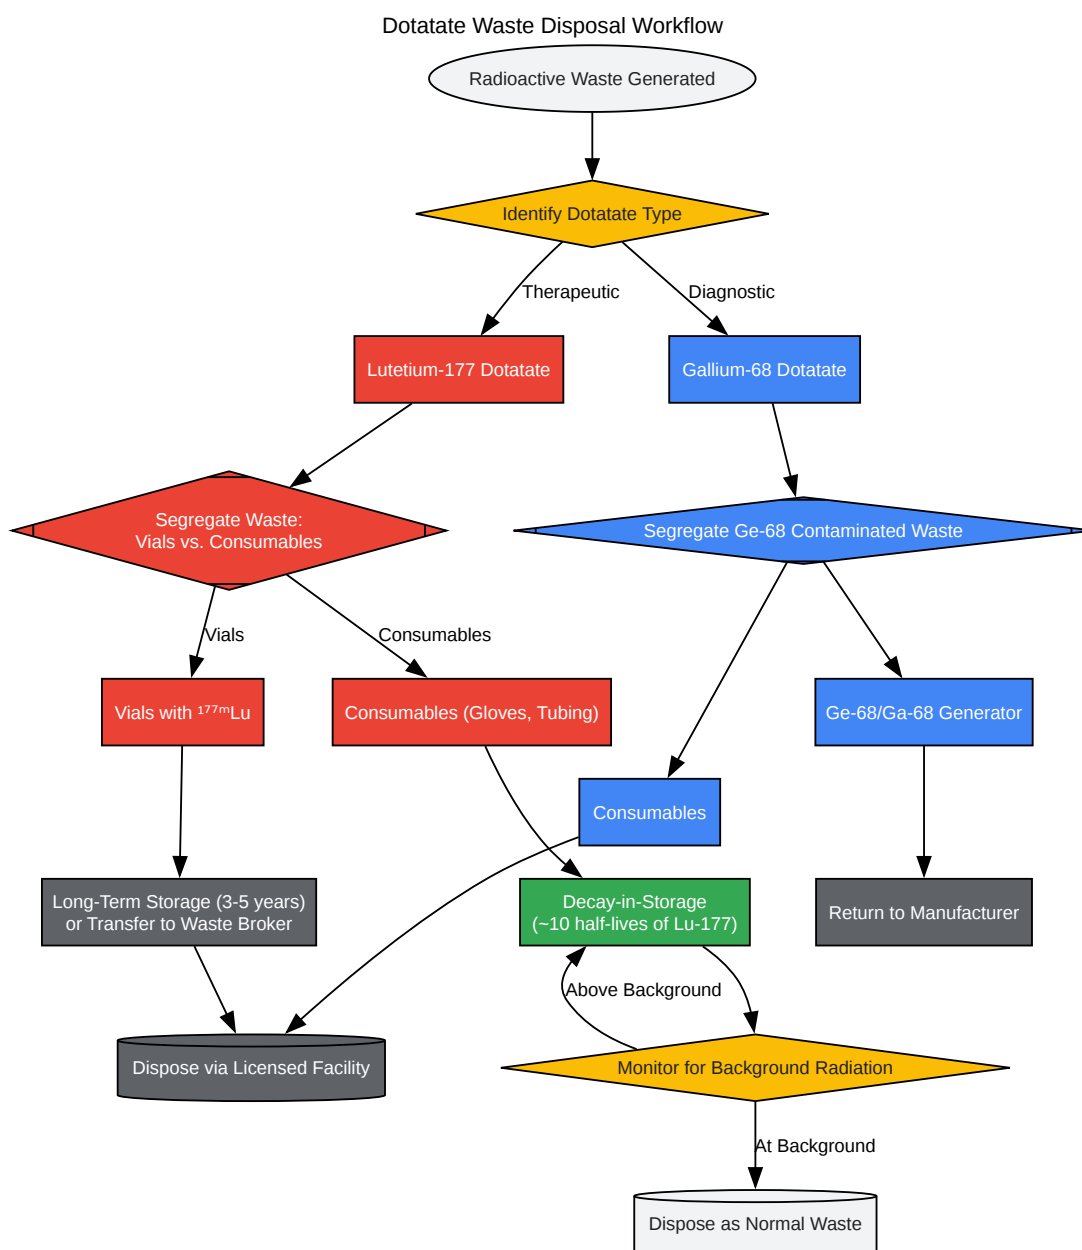 Dotatate Waste Disposal Workflow
Radioactive Waste Generated
Identify Dotatate Type
Therapeutic
Diagnostic
Lutetium-177 Dotatate
Gallium-68 Dotatate
Segregate Waste:
Vials vs. Consumables
Segregate Ge-68 Contaminated Waste
Vials
Consumables
Vials with ¹⁷⁷ᵐLu
Consumables (Gloves, Tubing)
Ge-68/Ga-68 Generator
Consumables
Long-Term Storage (3-5 years)
or Transfer to Waste Broker
Decay-in-Storage
(~10 half-lives of Lu-177)
Return to Manufacturer
Above Background
Dispose via Licensed Facility
Monitor for Background Radiation
At Background
Dispose as Normal Waste